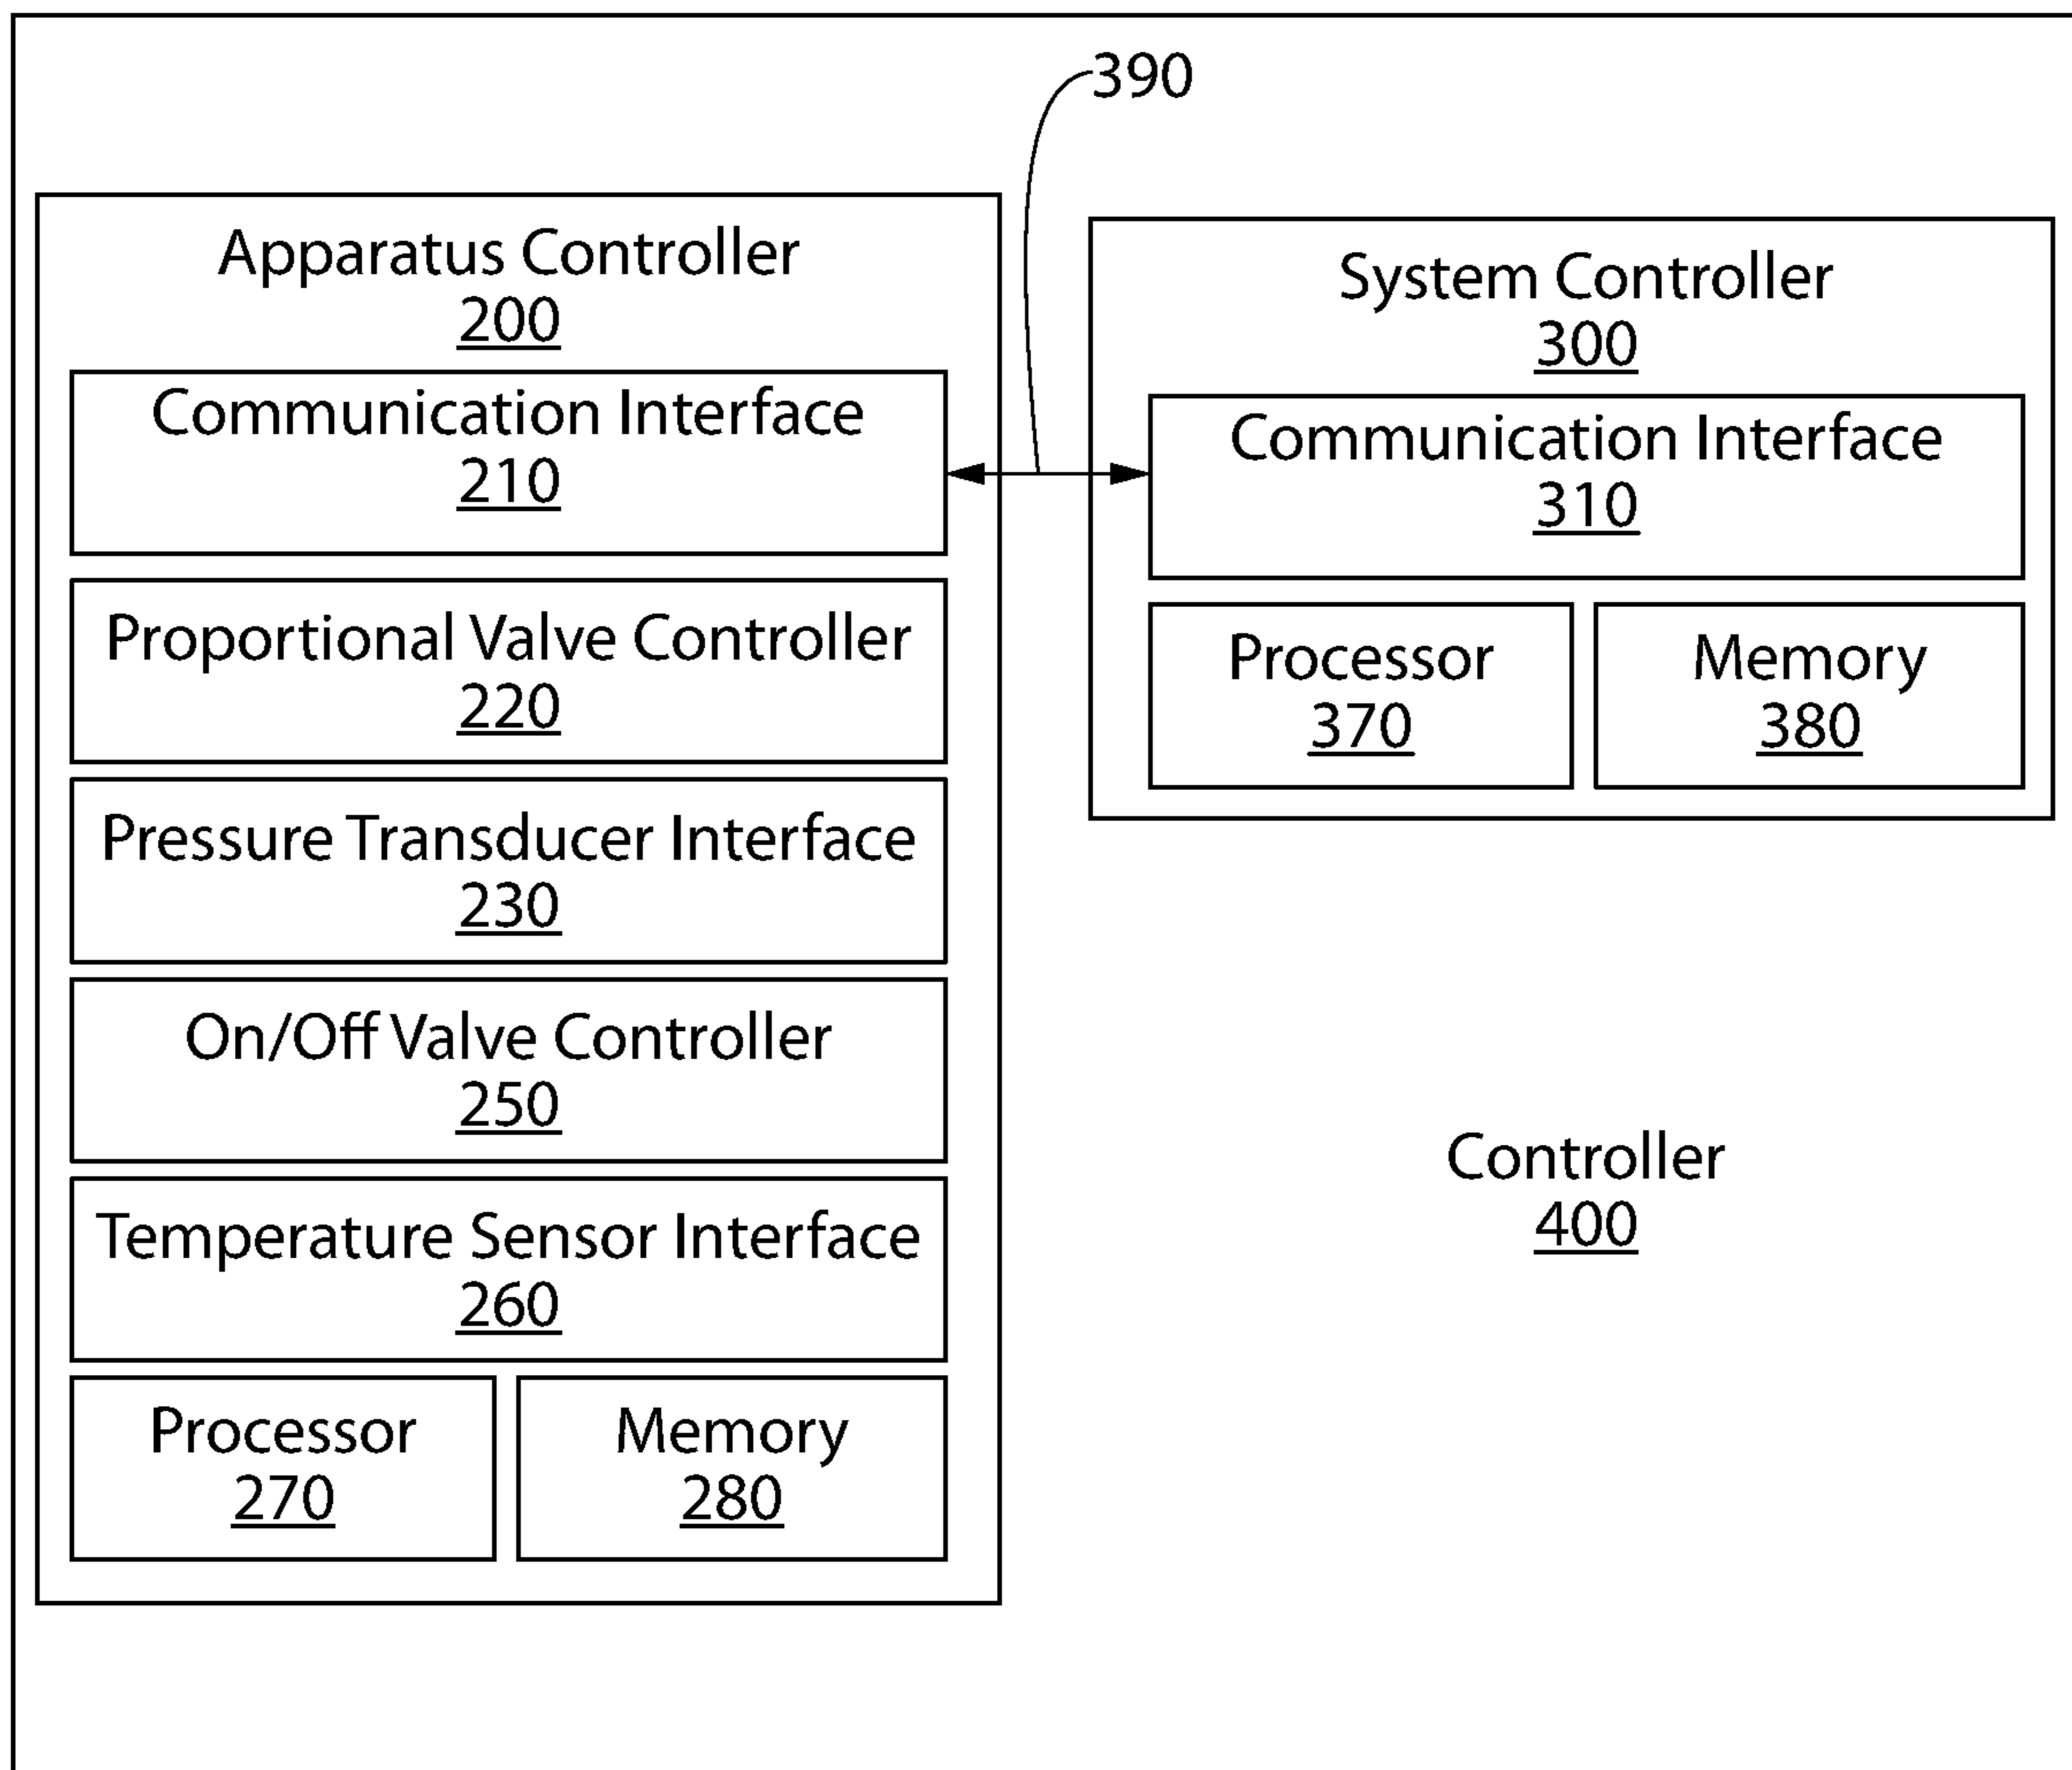 390
Apparatus Controller
200
Communication Interface
210
Proportional Valve Controller
220
Pressure Transducer Interface
230
On/Off Valve Controller
250
Temperature Sensor Interface
260
Processor
270
Memory
280
System Controller
300
Communication Interface
310
Processor
370
Memory
380
Controller
400